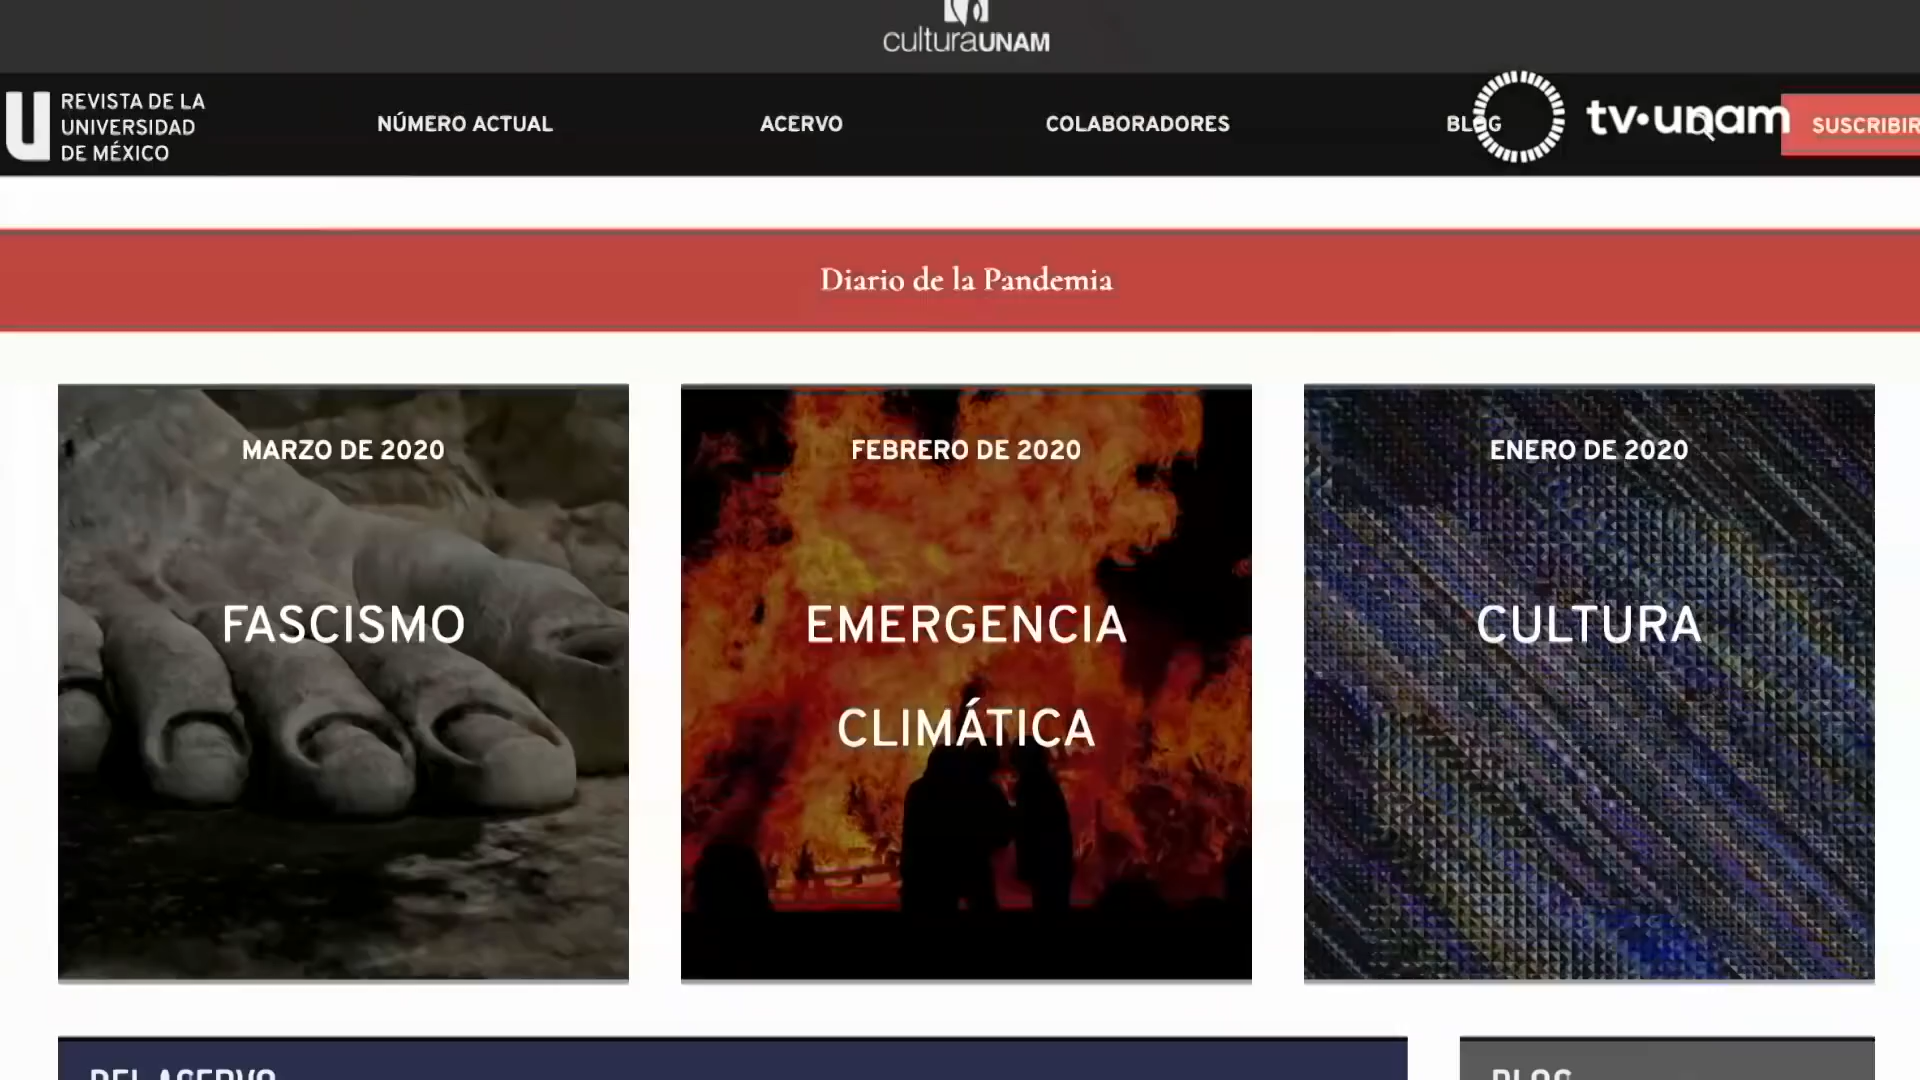 culturaUNAM
REVISTA DE LA
UNIVERSIDAD
DE MÉXICO
NÚMERO ACTUAL
ACERVO
COLABORADORES
BLOG
tv•unam
SUSCRIBIR
Diario de la Pandemia
MARZO DE 2020
FASCISMO
FEBRERO DE 2020
EMERGENCIA
CLIMÁTICA
ENERO DE 2020
CULTURA
DEL ACERVO
BLOG